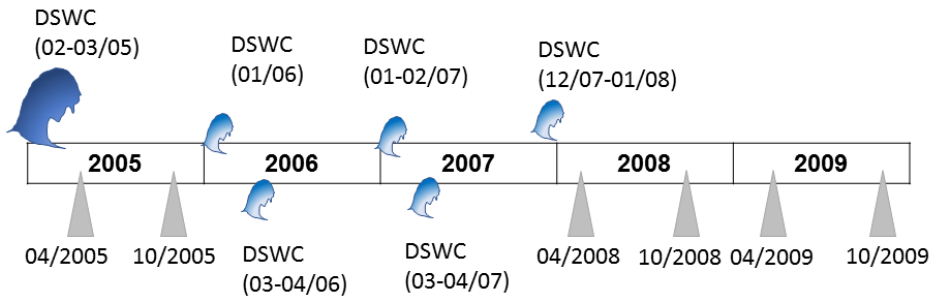 DSWC
(02-03/05)
DSWC
(01/06)
DSWC
(01-02/07)
DSWC
(12/07-01/08)
2005
2006
2007
2008
2009
04/2005
10/2005
DSWC
(03-04/06)
DSWC
(03-04/07)
04/2008
10/2008
04/2009
10/2009